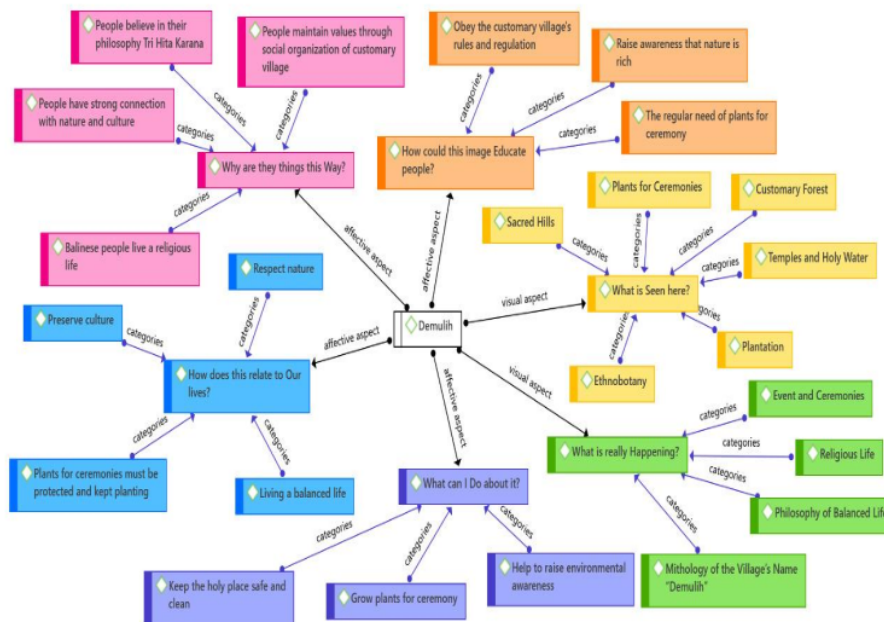 People believe in their
philosophy Tri Hita Karana
People maintain values through
social organization of customary
village
Obey the customary village's
rules and regulation
Raise awareness that nature is
rich
People have strong connection
with nature and culture
categories
categories
categories
categories
categories
categories
The regular need of plants for
ceremony
Why are they things this Way?
How could this image Educate
people?
categories
Balinese people live a religious
life
affective aspect
affective aspect
Plants for Ceremonies
Customary Forest
Sacred Hills
categories
categories
categories
Temples and Holy Water
categories
What is Seen here?
categories
Plantation
categories
Ethnobotany
visual aspect
Respect nature
Preserve culture
categories
categories
affective aspect
Demulih
visual aspect
How does this relate to Our
lives?
categories
categories
Plants for ceremonies must be
protected and kept planting
Living a balanced life
affective aspect
Event and Ceremonies
categories
What is really Happening?
categories
Religious Life
categories
Philosophy of Balanced Life
categories
Mithology of the Village's Name
"Demulih"
What can I Do about it?
categories
categories
categories
Keep the holy place safe and
clean
Grow plants for ceremony
Help to raise environmental
awareness